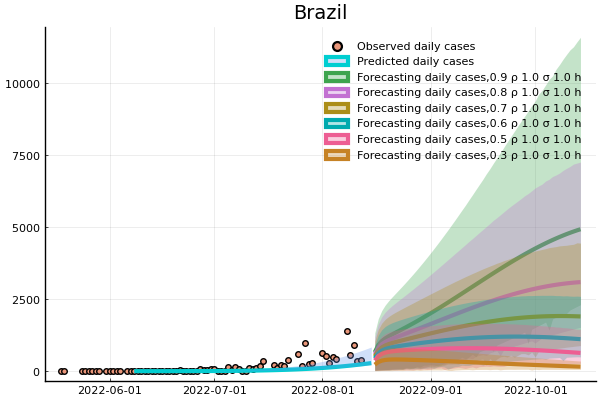 Brazil
Observed daily cases
Predicted daily cases
Forecasting daily cases,0.9 ρ 1.0 σ 1.0 h
Forecasting daily cases,0.8 ρ 1.0 σ 1.0 h
Forecasting daily cases,0.7 ρ 1.0 σ 1.0 h
Forecasting daily cases,0.6 ρ 1.0 σ 1.0 h
Forecasting daily cases,0.5 ρ 1.0 σ 1.0 h
Forecasting daily cases,0.3 ρ 1.0 σ 1.0 h
10000
7500
5000
2500
0
2022-06-01 2022-07-01 2022-08-01 2022-09-01 2022-10-01